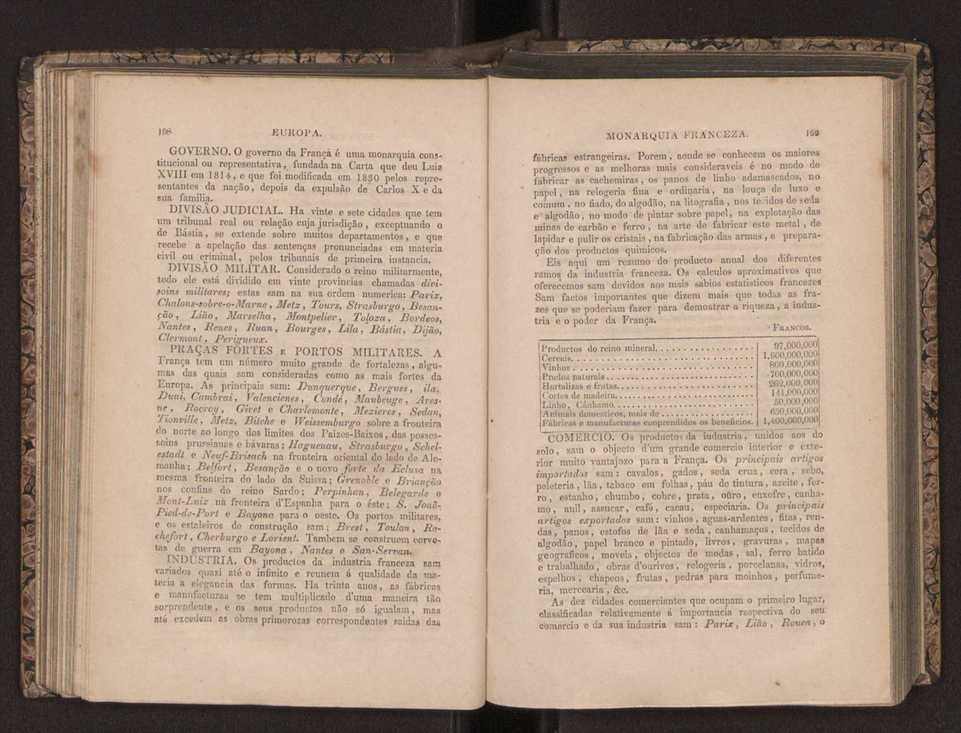 198 EUROPA.
GOVERNO. O governo da França é uma monarquia cons-
titucional ou representativa, fundada na Carta que deu Luiz
XVIII em 1814, e que foi modificada em 1830 pelos repre-
sentantes da nação, depois da expulsão de Carlos X e da
sua familia.
DIVISÃO JUDICIAL. Ha vinte e sete cidades que tem
um tribunal real ou relação cuja jurisdição, exceptuando o
de Bástia, se extende sobre muitos departamentos, e que
recebe a apelação das sentenças pronunciadas em materia
civil ou criminal, pelos tribunais de primeira instancia.
DIVISÃO MILITAR. Considerado o reino militarmente,
todo ele está dividido em vinte provincias chamadas divi-
soins militares; estas sam na sua ordem numerica: Pariz,
Chalons-sobre-o-Marne, Metz, Tours, Strasburgo, Besan-
ção, Lião, Marselha, Montpelier, Toloza, Bordeos,
Nantes, Renes, Ruan, Bourges, Lila, Bástia, Dijão,
Clermont, Perigueux.
PRAÇAS FORTES E PORTOS MILITARES. A
França tem um número muito grande de fortalezas, algu-
mas das quais sam consideradas como as mais fortes da
Europa. As principais sam: Dunquerque, Bergues, ila,
Duai, Cambrai, Valencienes, Condé, Maubeuge, Aves-
ne, Rocroy, Givet e Charlemonte, Mezieres, Sedan,
Tionville, Metz, Bitche e Weissemburgo sobre a fronteira
do norte ao longo dos limites dos Paizes-Baixos, das posses-
soins prussianas e bávaras; Haguenau, Strasburgo, Schel-
estadt e Neuf-Brisach na fronteira oriental do lado de Ale-
manha; Belfort, Besanção e o novo forte da Eclusa na
mesma fronteira do lado da Suissa; Grenoble e Briançõo
nos confins do reino Sardo; Perpinhan, Belegarde e
Mont-Luiz na fronteira d'Espanha para o éste; S. Joaõ-
Pied-de-Port e Bayona para o oeste. Os portos militares,
e os estaleiros de construção sam; Brest, Toulan, Ro-
chefort, Cherburgo e Lorient. Tambem se construem corve-
tas de guerra em Bayona, Nantes e San-Servan.
INDUSTRIA. Os productos da industria franceza sam
variados quazi até o infinito e reunem á qualidade da ma-
teria a elegancia das formas. Ha trinta anos, as fábricas
e manufacturas se tem multiplicado d'uma maneira tão
sorprendente, e os seus productos não só igualam, mas
até excedem as obras primorozas correspondentes saidas das
MONARQUIA FRANCEZA. 199
fábricas estrangeiras. Porem, aonde se conhecem os maiores
progressos e as melhoras mais consideraveis é no modo de
fabricar as cachemiras, os panos de linho adamascados, no
papel, na relogeria fina e ordinaria, na louça de luxo e
comum, no fiado, do algodão, na litografia, nos tecidos de seda
e algodão, no modo de pintar sobre papel, na explotação das
minas de carbão e ferro, na arte de fabricar este metal, de
lapidar e pulir os cristais, na fabricação das armas, e prepara-
ção dos productos quimicos.
Eis aqui um resumo do producto anual dos diferentes
ramos da industria franceza. Os calculos aproximativos que
oferecemos sam devidos aos mais sabios estatisticos francezes
Sam factos importantes que dizem mais que todas as fra-
zes que se poderiam fazer para demostrar a riqueza, a indus-
tria e o poder da França.
FRANCOS.
Productos do reino mineral. 97,000,000
Cereais. 1,600,000,000
Vinhos 800,000,000
Prados naturais 700,000,000
Hortalizas e frutas. 262,000,000
Cortes de madeira. 141,000,000
Linho, Cánhamo. 50,000,000
Animais domesticos, mais de 650,000,000
Fábricas e manufacturas comprendidos os beneficios. 1,400,000,000
COMERCIO. Os productos da industria, unidos aos do
solo, sam o objecto d'um grande comercio interior e exte-
rior muito vantajozo para a França. Os principais artigos
importados sam: cavalos, gados, seda crua, cera, sebo,
peleteria, lãa, tabaco em folhas, páu de tintura, azeite, fer-
ro, estanho, chumbo, cobre, prata, oûro, enxofre, canha-
mo, anil, assucar, café, cacau, especiaria. Os principais
artigos exportados sam: vinhos, aguas-ardentes, fitas, ren-
das, panos, estofos de lãa e seda, canhamaços, tecidos de
algodão, papel branco e pintado, livros, gravuras, mapas
geograficos, moveis, objectos de modas, sal, ferro batido
e trabalhado, obras d'ourives, relogeria, porcelanas, vidros,
espelhos, chapeos, frutas, pedras para moinhos, perfume-
ria, mercearia, &c.
As dez cidades comerciantes que ocupam o primeiro lugar,
classificadas relativamente á importancia respectiva do seu
comercio e da sua industria sam: Pariz, Lião, Rouen, o